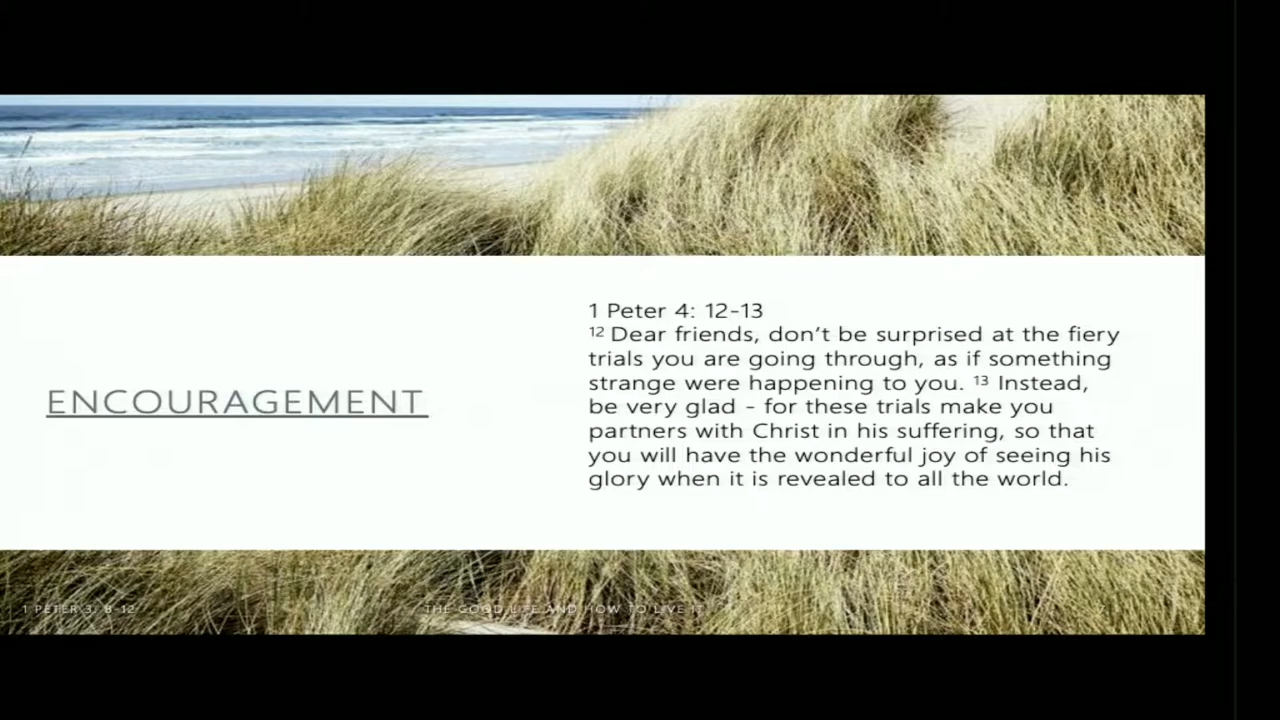 ENCOURAGEMENT
1 Peter 4: 12-13
¹² Dear friends, don't be surprised at the fiery
trials you are going through, as if something
strange were happening to you. ¹³ Instead,
be very glad - for these trials make you
partners with Christ in his suffering, so that
you will have the wonderful joy of seeing his
glory when it is revealed to all the world.
1 PETER 3: 8-12
THE GOOD LIFE AND HOW TO LIVE IT